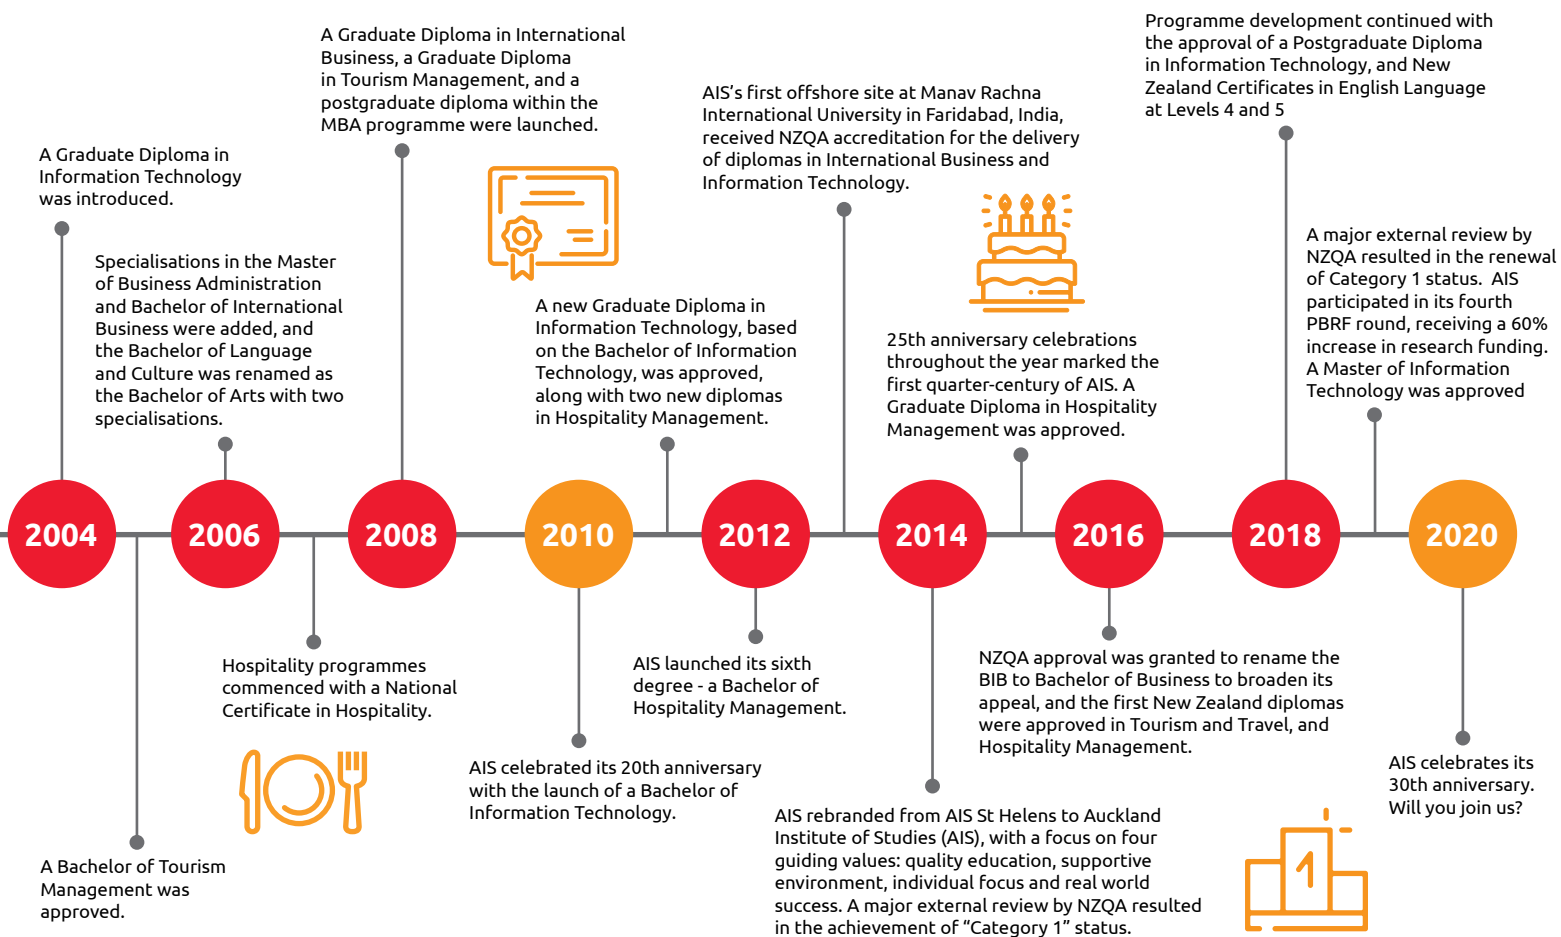 A Graduate Diploma in
Information Technology
was introduced.
Specialisations in the Master
of Business Administration
and Bachelor of International
Business were added, and
the Bachelor of Language
and Culture was renamed as
the Bachelor of Arts with two
specialisations.
A Graduate Diploma in International
Business, a Graduate Diploma
in Tourism Management, and a
postgraduate diploma within the
MBA programme were launched.
A new Graduate Diploma in
Information Technology, based
on the Bachelor of Information
Technology, was approved,
along with two new diplomas
in Hospitality Management.
AIS's first offshore site at Manav Rachna
International University in Faridabad, India,
received NZQA accreditation for the delivery
of diplomas in International Business and
Information Technology.
25th anniversary celebrations
throughout the year marked the
first quarter-century of AIS. A
Graduate Diploma in Hospitality
Management was approved.
Programme development continued with
the approval of a Postgraduate Diploma
in Information Technology, and New
Zealand Certificates in English Language
at Levels 4 and 5
A major external review by
NZQA resulted in the renewal
of Category 1 status.  AIS
participated in its fourth
PBRF round, receiving a 60%
increase in research funding.
A Master of Information
Technology was approved
2004
2006
2008
2010
2012
2014
2016
2018
2020
A Bachelor of Tourism
Management was
approved.
Hospitality programmes
commenced with a National
Certificate in Hospitality.
AIS celebrated its 20th anniversary
with the launch of a Bachelor of
Information Technology.
AIS launched its sixth
degree - a Bachelor of
Hospitality Management.
AIS rebranded from AIS St Helens to Auckland
Institute of Studies (AIS), with a focus on four
guiding values: quality education, supportive
environment, individual focus and real world
success. A major external review by NZQA resulted
in the achievement of “Category 1” status.
NZQA approval was granted to rename the
BIB to Bachelor of Business to broaden its
appeal, and the first New Zealand diplomas
were approved in Tourism and Travel, and
Hospitality Management.
1
AIS celebrates its
30th anniversary.
Will you join us?